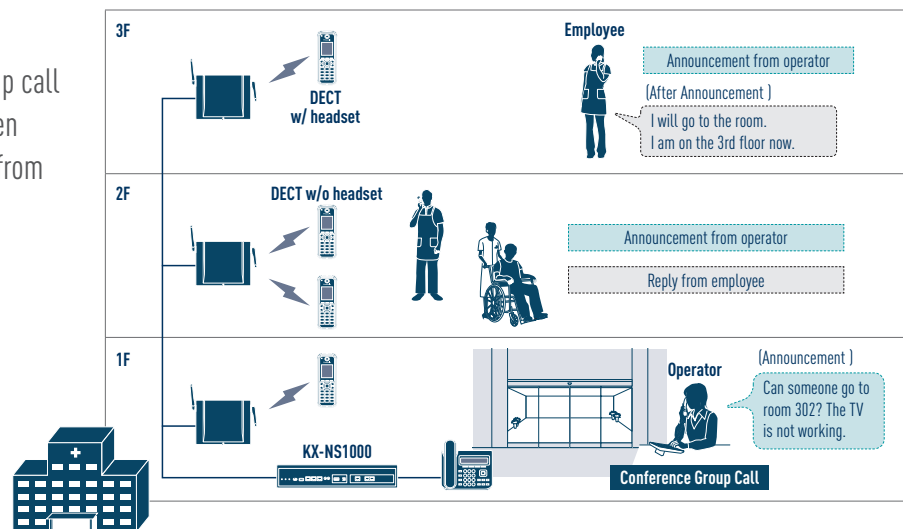 p call
en
from
3F
Employee
Announcement from operator
(After Announcement )
I will go to the room.
I am on the 3rd floor now.
DECT
w/ headset
2F
DECT w/o headset
Announcement from operator
Reply from employee
1F
Operator
(Announcement )
Can someone go to
room 302? The TV
is not working.
KX-NS1000
Conference Group Call